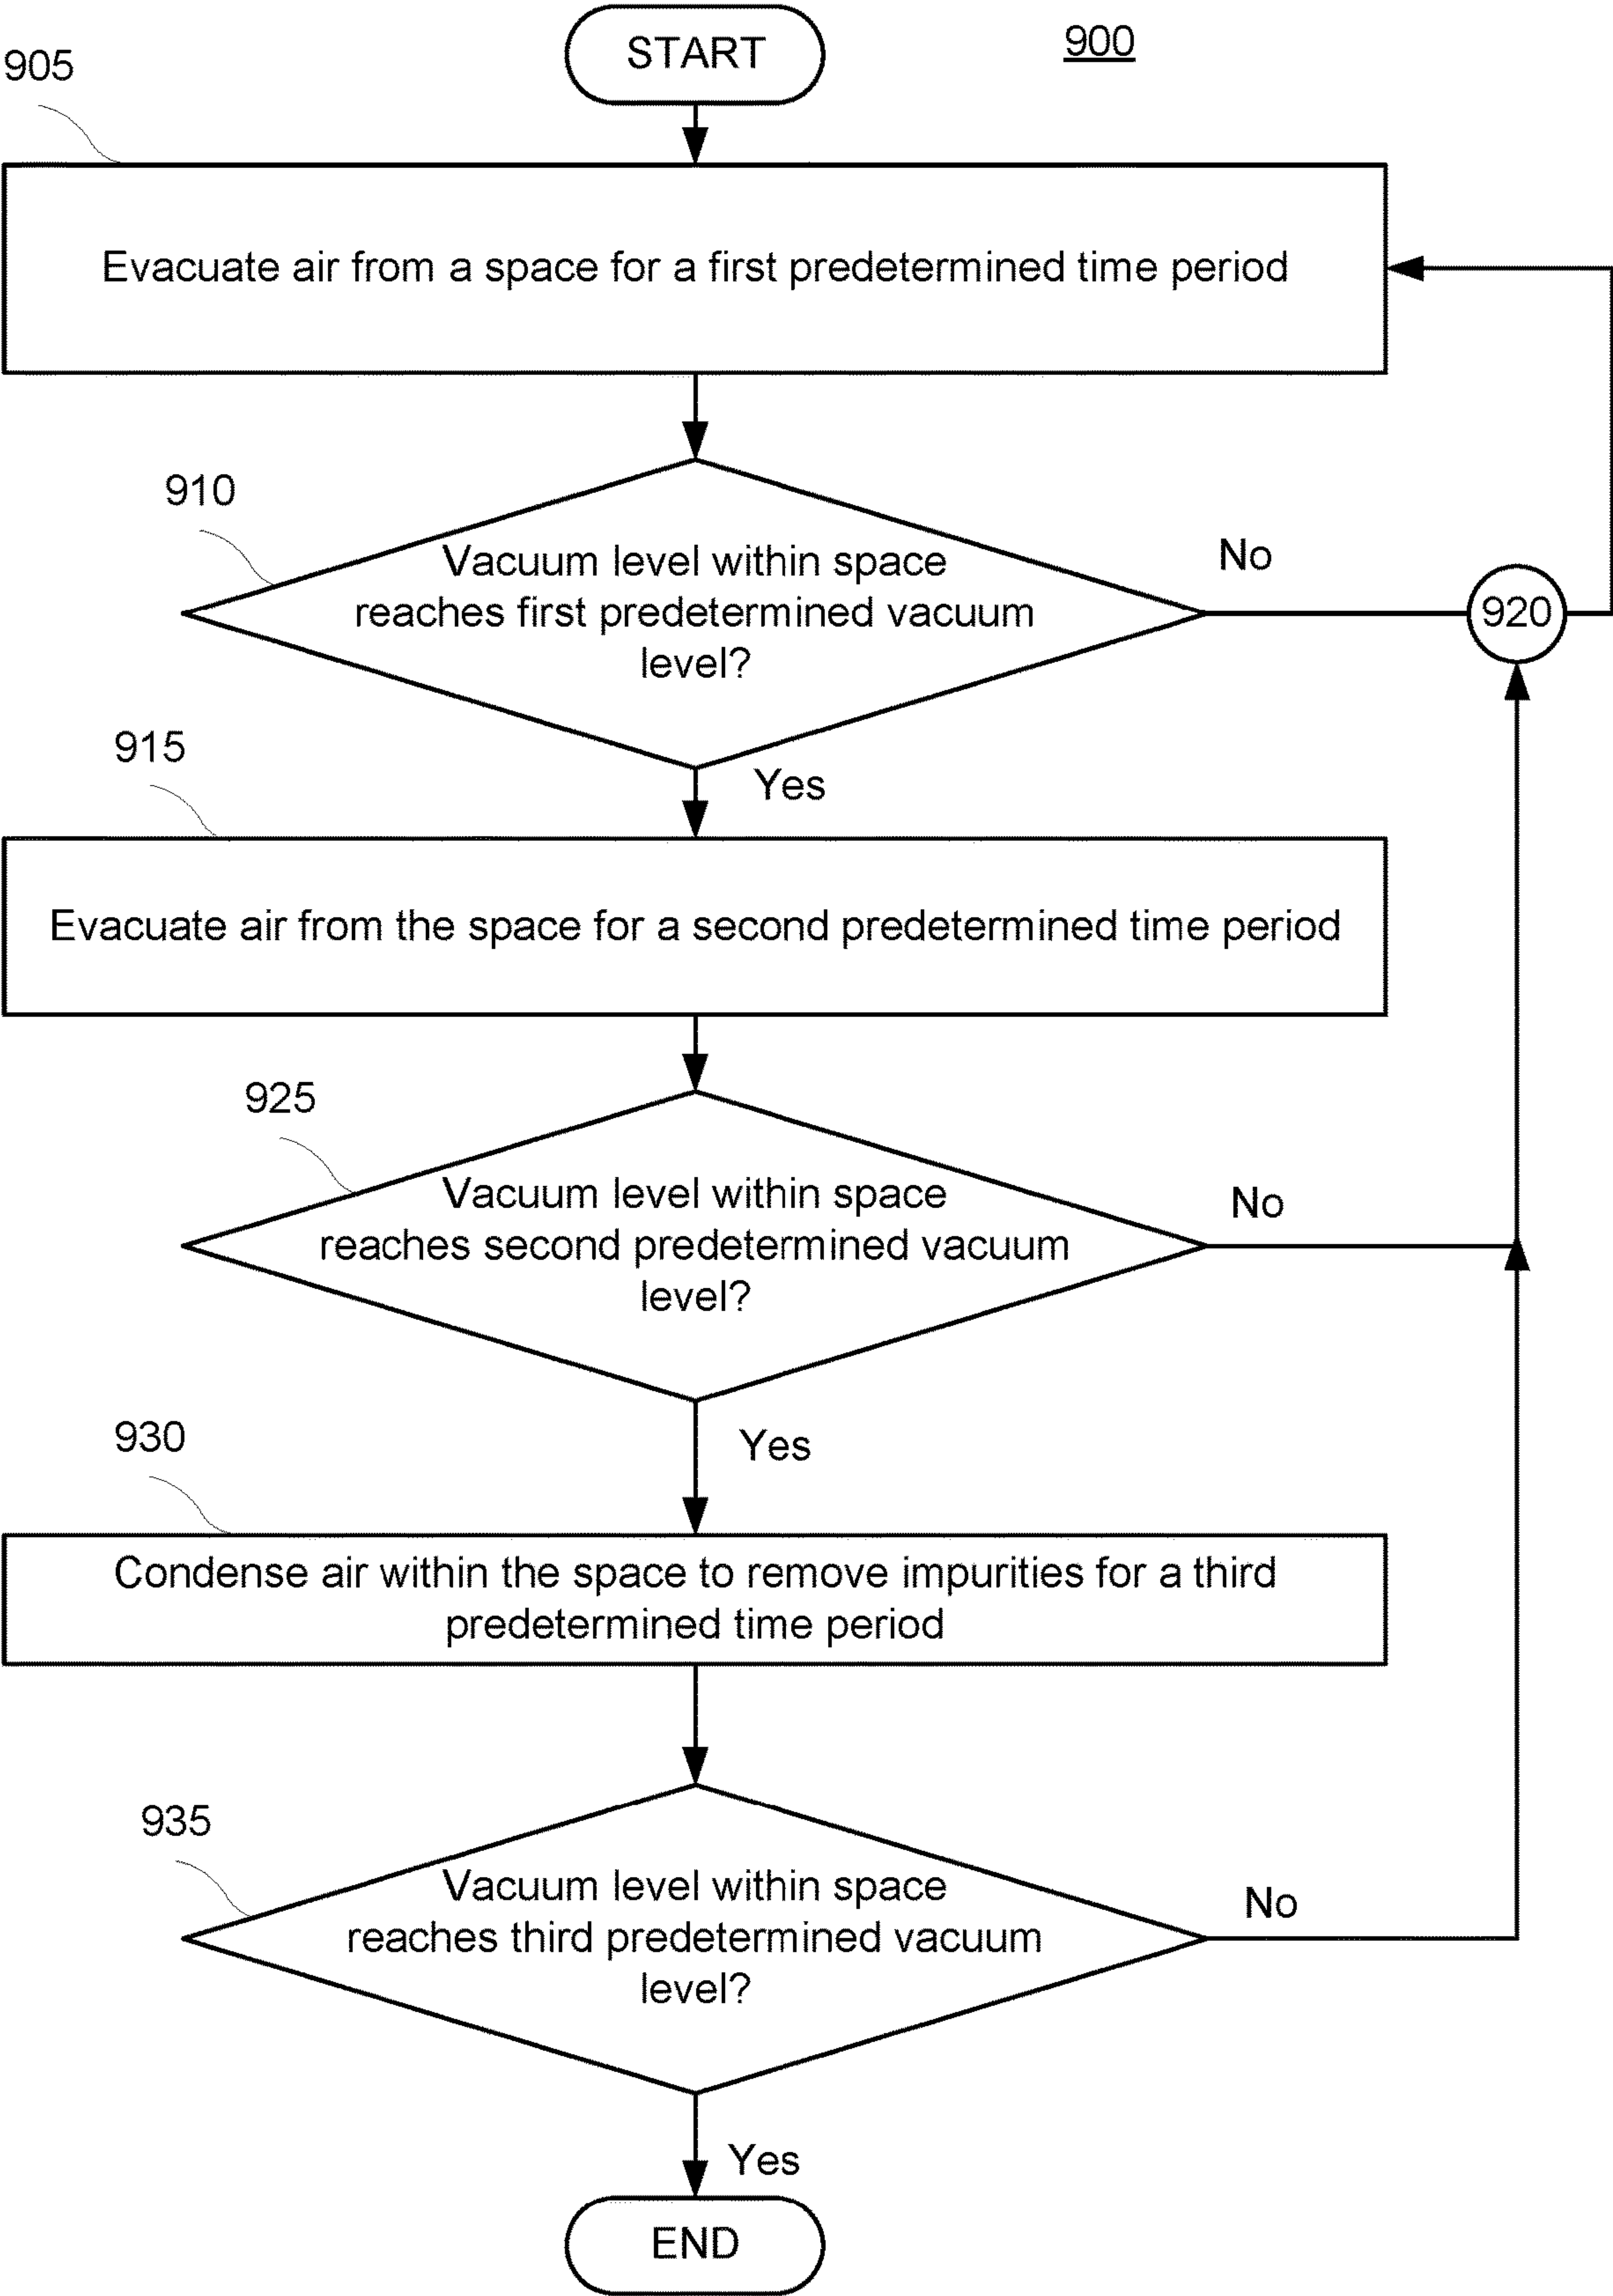 START
900
905
Evacuate air from a space for a first predetermined time period
910
Vacuum level within space
reaches first predetermined vacuum
level?
No
920
Yes
915
Evacuate air from the space for a second predetermined time period
925
Vacuum level within space
reaches second predetermined vacuum
level?
No
Yes
930
Condense air within the space to remove impurities for a third
predetermined time period
935
Vacuum level within space
reaches third predetermined vacuum
level?
No
Yes
END